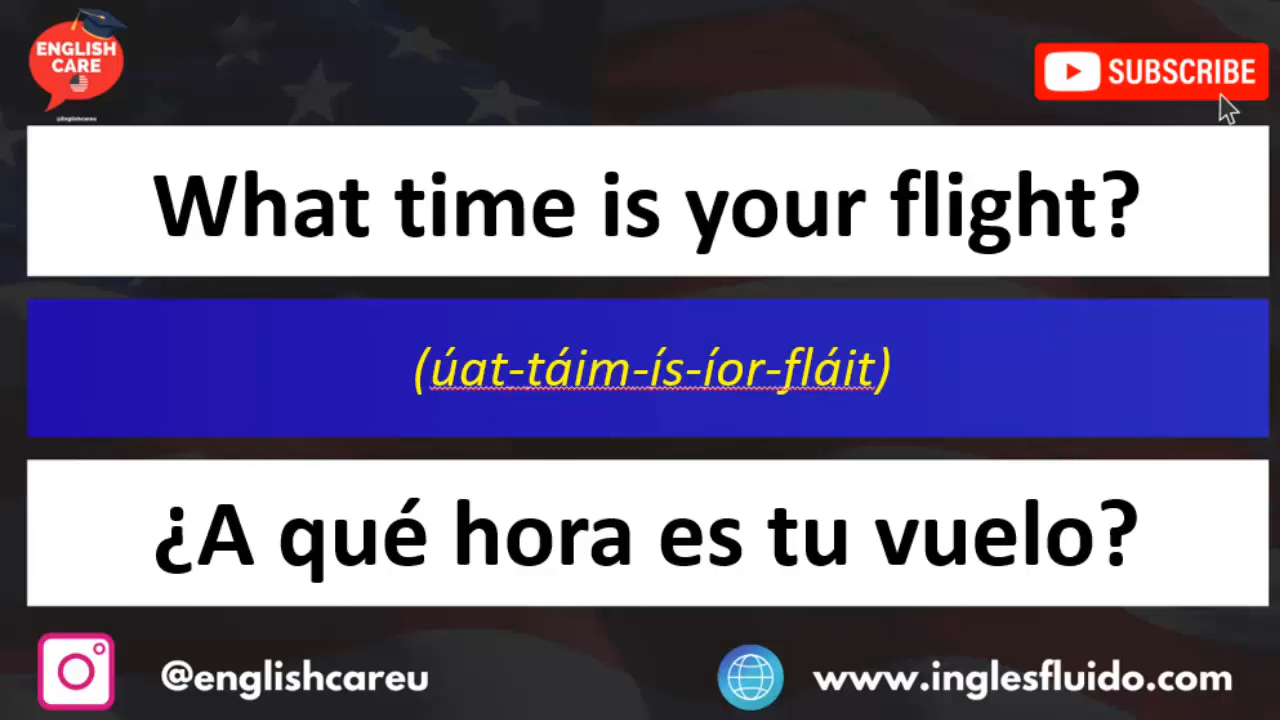 ENGLISH
CARE
@Englishcareu
SUBSCRIBE
What time is your flight?
(úat-táim-ís-íor-fláit)
¿A qué hora es tu vuelo?
@englishcareu
www.inglesfluido.com